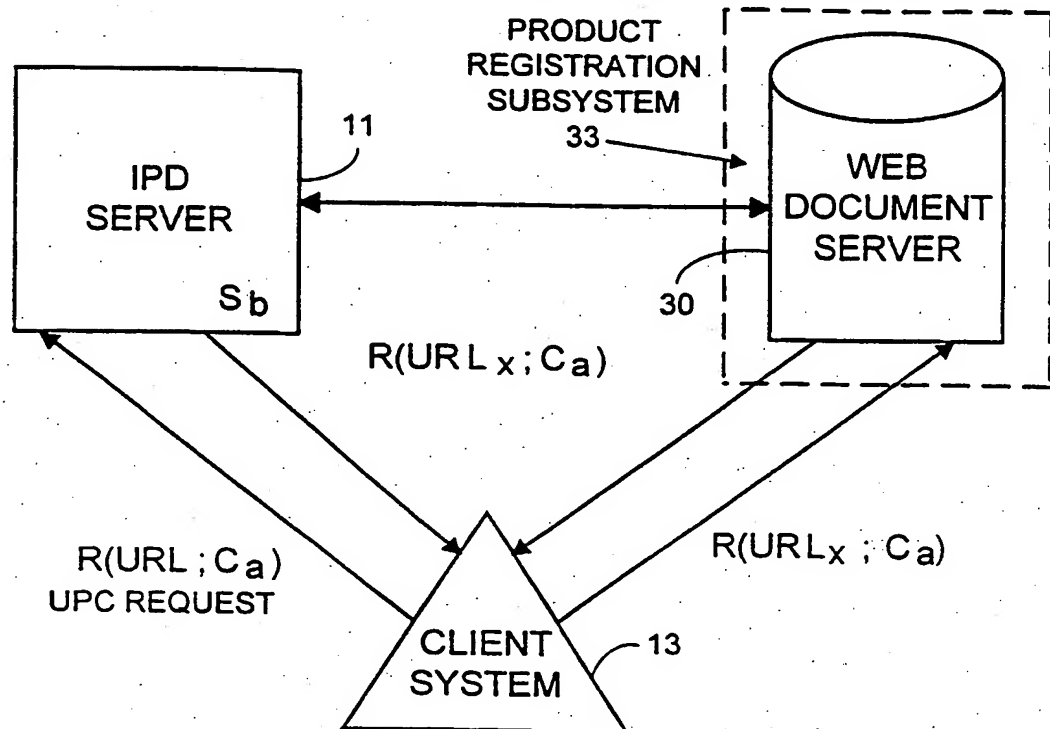 PRODUCT
REGISTRATION
SUBSYSTEM
33
11
IPD
SERVER
Sb
WEB
DOCUMENT
SERVER
30
R(URLx; Ca)
R(URL; Ca)
UPC REQUEST
R(URLx; Ca)
CLIENT
SYSTEM
13